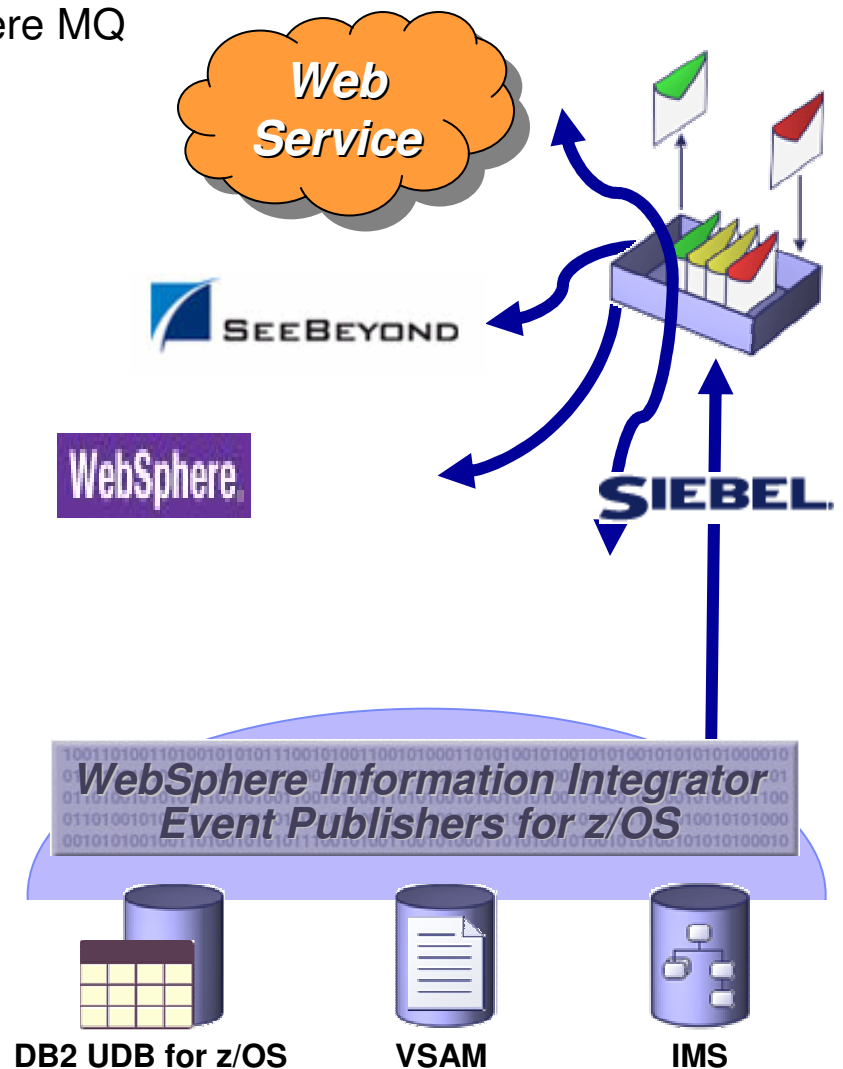 ere MQ
Web
Service
SEEBEYOND
WebSphere.
SIEBEL.
WebSphere Information Integrator
Event Publishers for z/OS
DB2 UDB for z/OS
VSAM
IMS